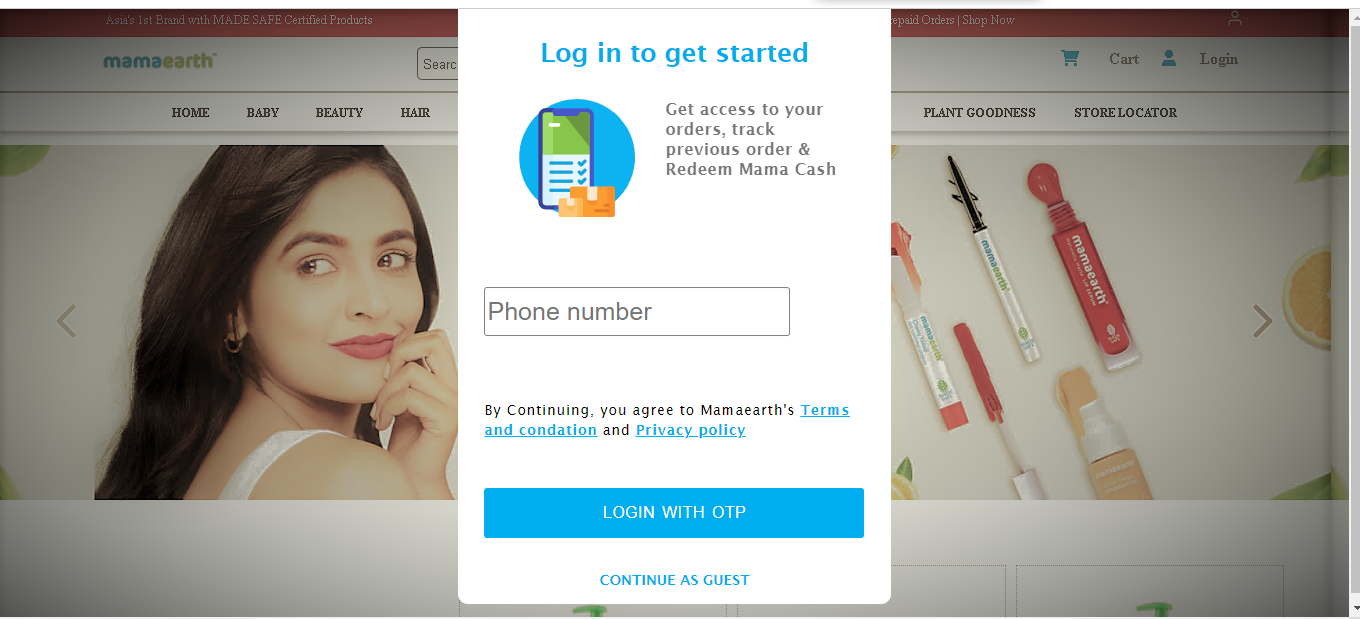 Asia's 1st Brand with MADE SAFE Certified Products
repaid Orders | Shop Now
mamaearth
Searc
Cart
Login
HOME
BABY
BEAUTY
HAIR
PLANT GOODNESS
STORE LOCATOR
Log in to get started
Get access to your
orders, track
previous order &
Redeem Mama Cash
Phone number
By Continuing, you agree to Mamaearth's Terms
and condation and Privacy policy
LOGIN WITH OTP
CONTINUE AS GUEST
mamaearth
mamaearth
mamaearth
mamaearth